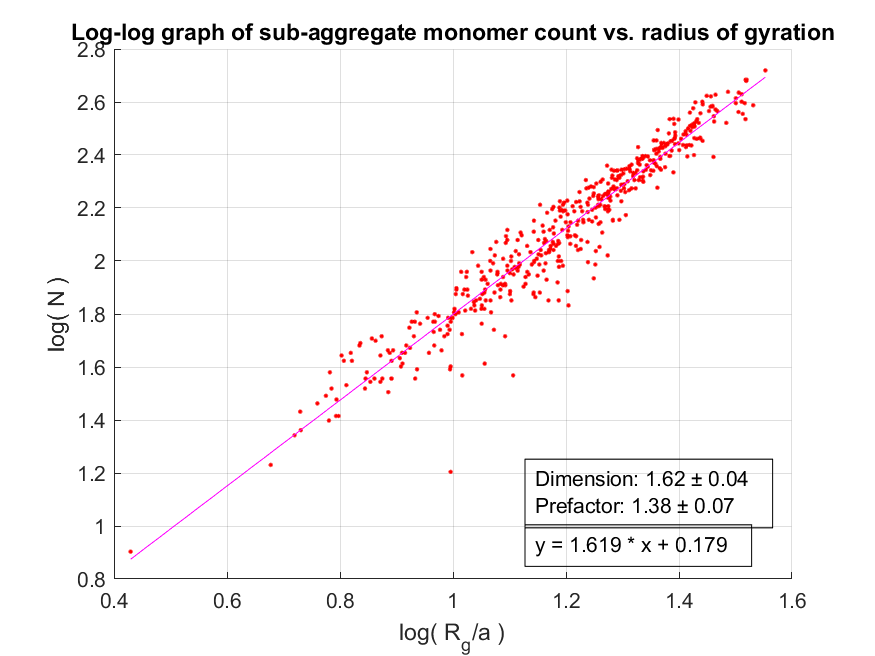 Log-log graph of sub-aggregate monomer count vs. radius of gyration
2.8
2.6
2.4
2.2
2
1.8
1.6
1.4
1.2
1
0.8
log( N )
Dimension: 1.62 ± 0.04
Prefactor: 1.38 ± 0.07
y = 1.619 * x + 0.179
0.4 0.6 0.8 1 1.2 1.4 1.6
log( Rg/a )